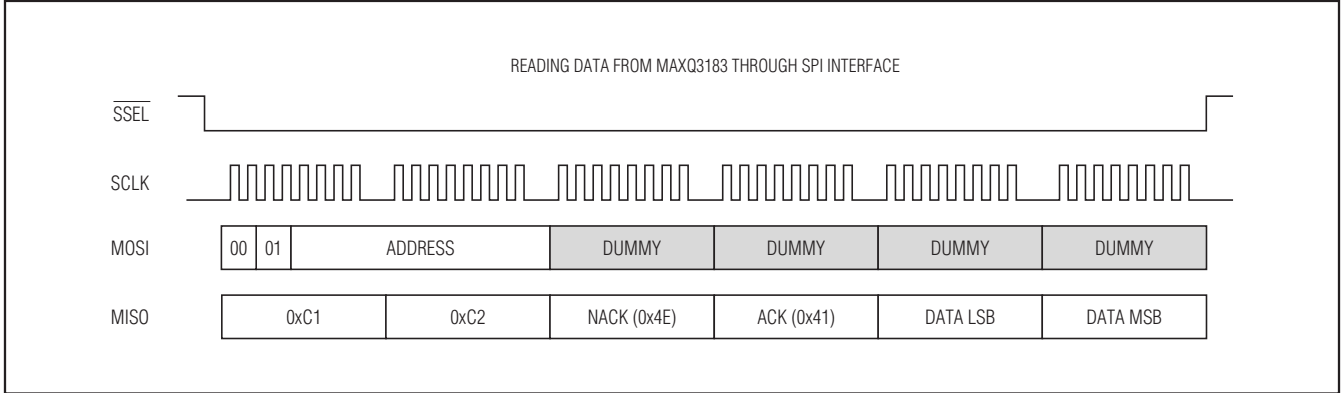 READING DATA FROM MAXQ3183 THROUGH SPI INTERFACE
SSEL
SCLK
MOSI 00 01 ADDRESS DUMMY DUMMY DUMMY DUMMY
MISO 0xC1 0xC2 NACK (0x4E) ACK (0x41) DATA LSB DATA MSB